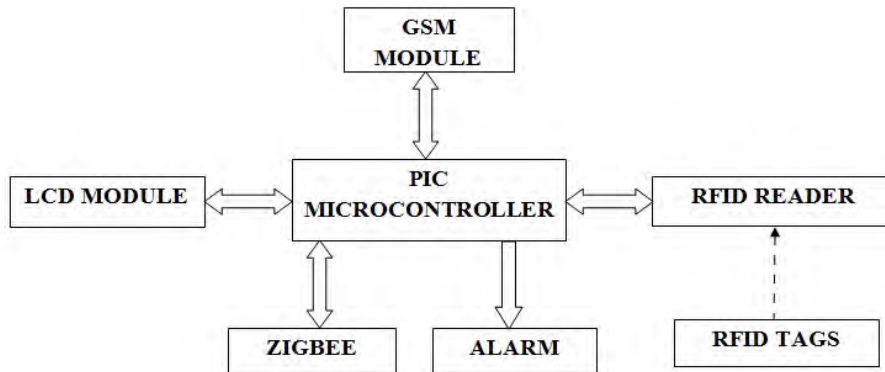 GSM
MODULE
LCD MODULE
PIC
MICROCONTROLLER
RFID READER
ZIGBEE
ALARM
RFID TAGS